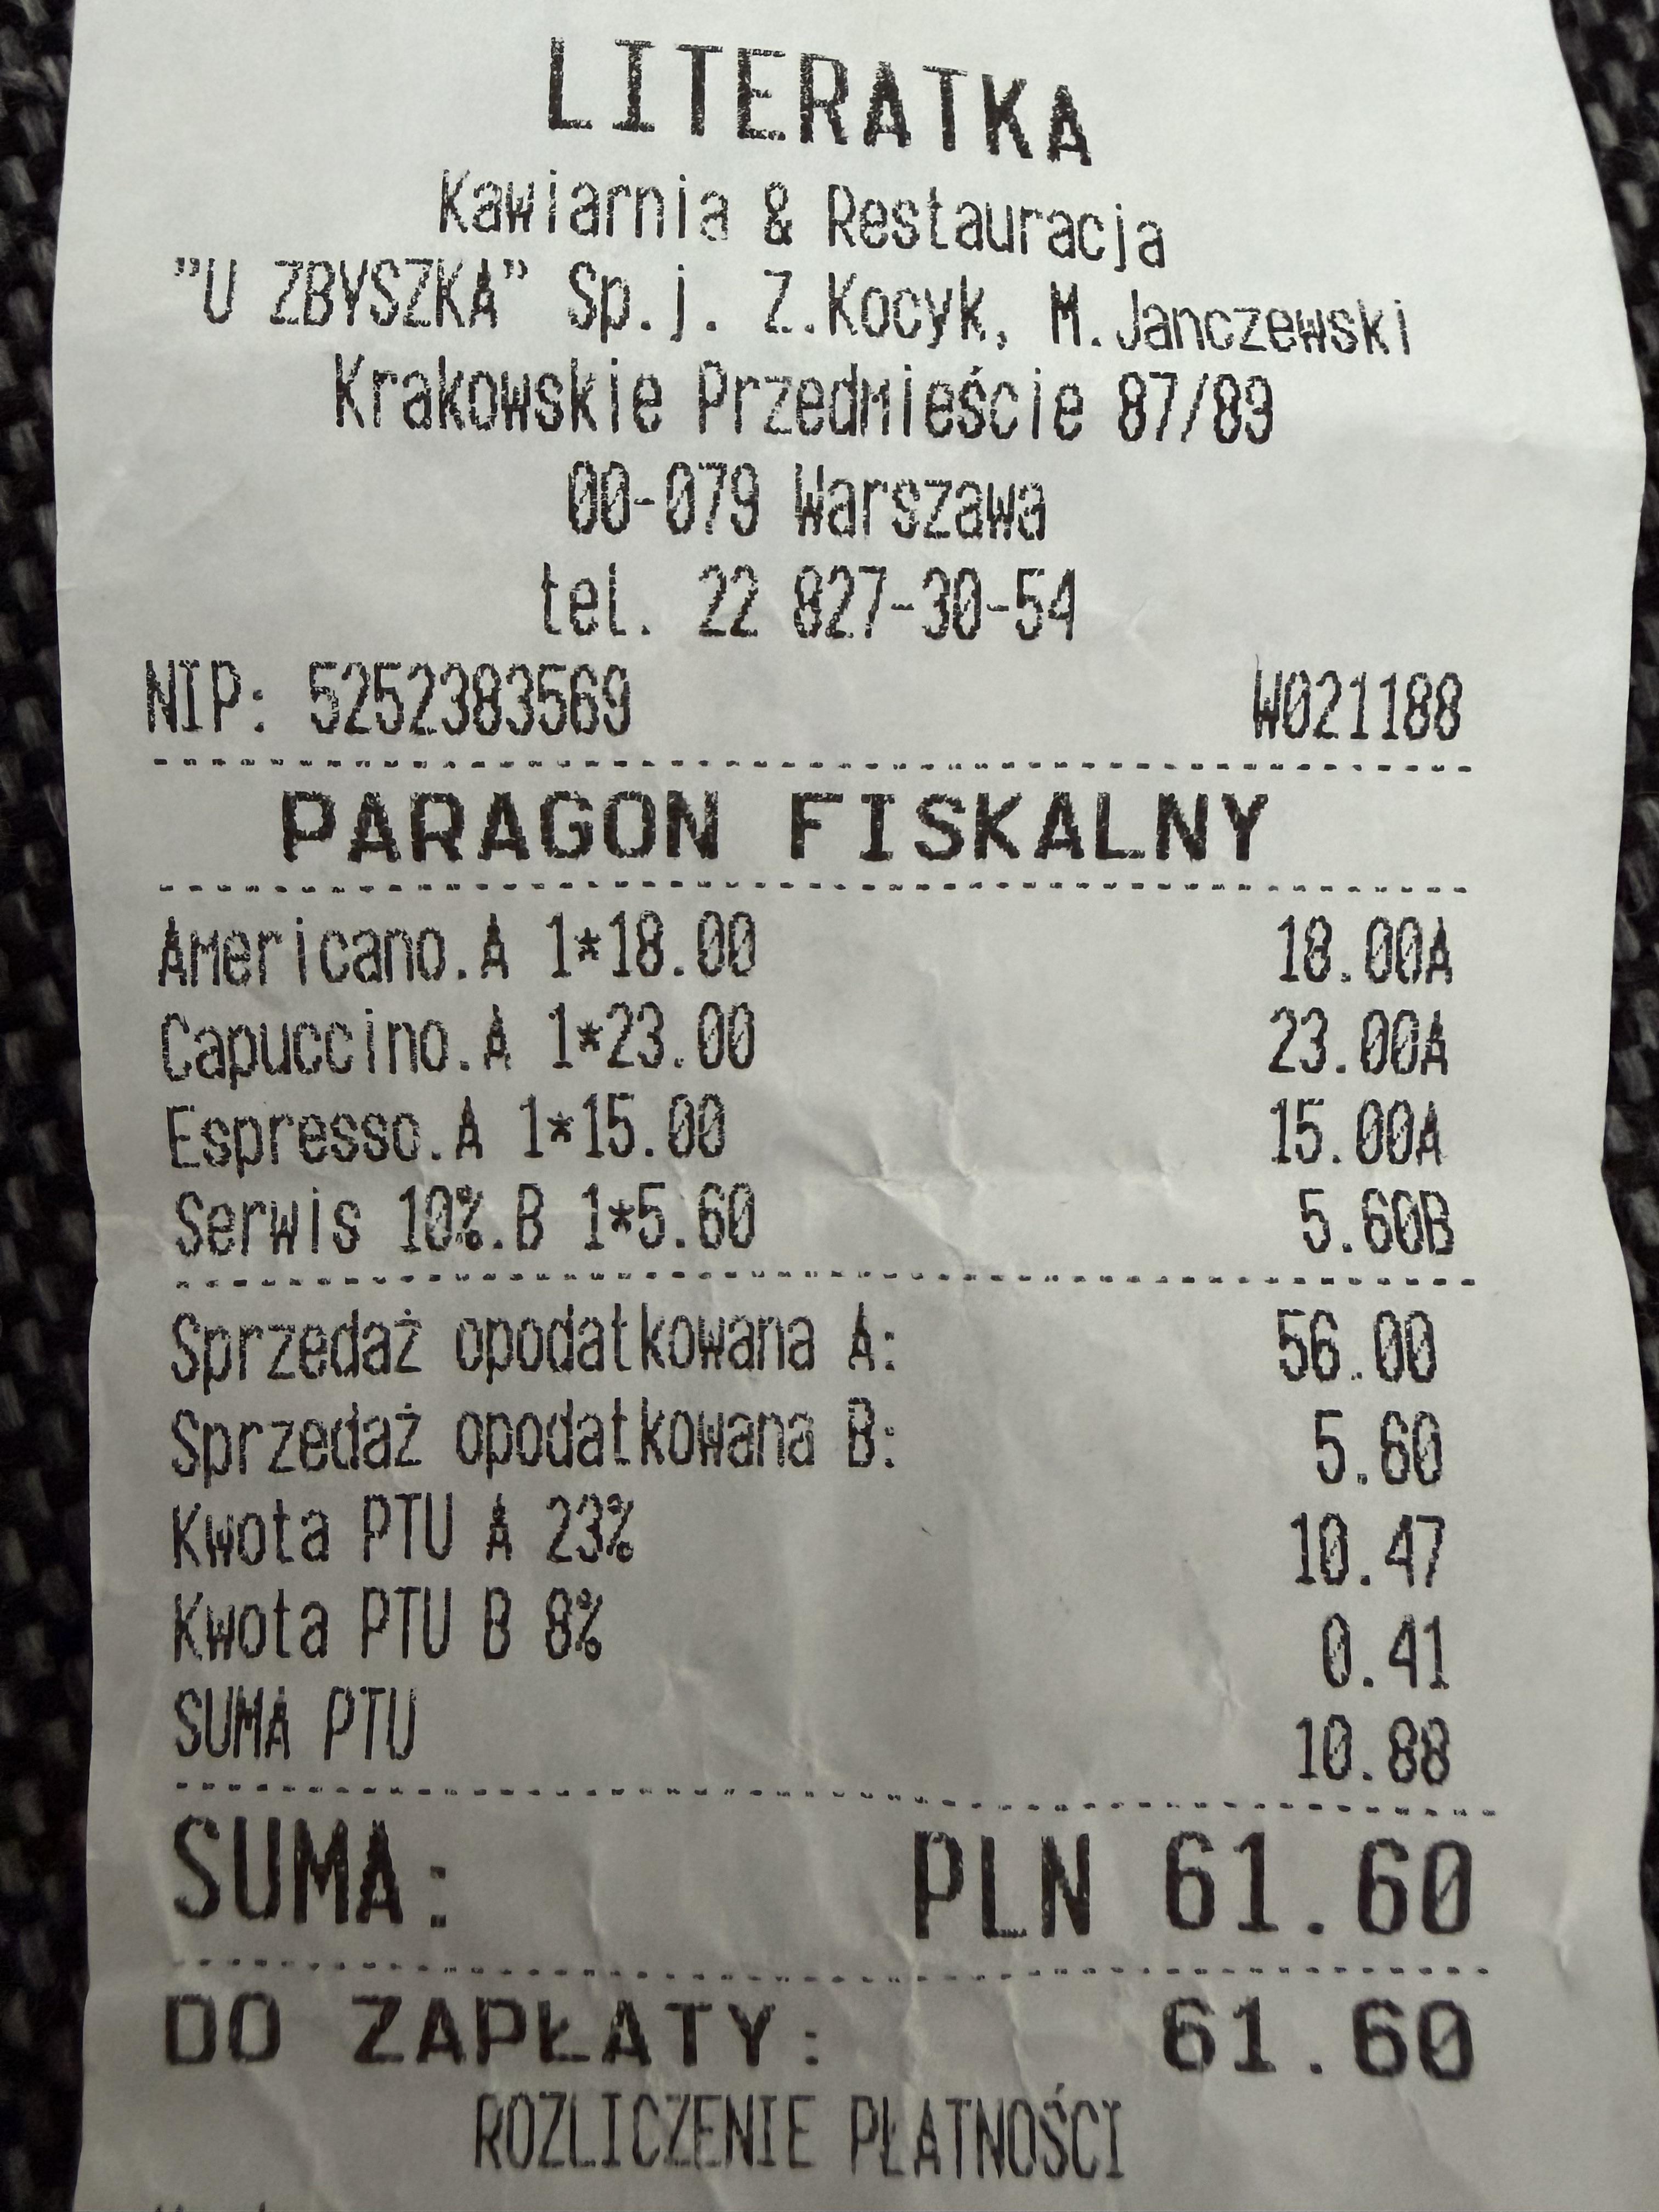 LITERATKA
Kawiarnia & Restauracja
"U ZBYSZKA" Sp.j. Z.Kocyk, M.Janczewski
Krakowskie Przedmieście 87/89
00-079 Warszawa
tel. 22 827-30-54
NIP: 5252383569 W021188
PARAGON FISKALNY
Americano.A 1*18.00 18.00A
Capuccino.A 1*23.00 23.00A
Espresso.A 1*15.00 15.00A
Serwis 10%.B 1*5.60 5.60B
Sprzedaż opodatkowana A: 56.00
Sprzedaż opodatkowana B: 5.60
Kwota PTU A 23% 10.47
Kwota PTU B 8% 0.41
SUMA PTU 10.88
SUMA: PLN 61.60
DO ZAPŁATY: 61.60
ROZLICZENIE PŁATNOŚCI